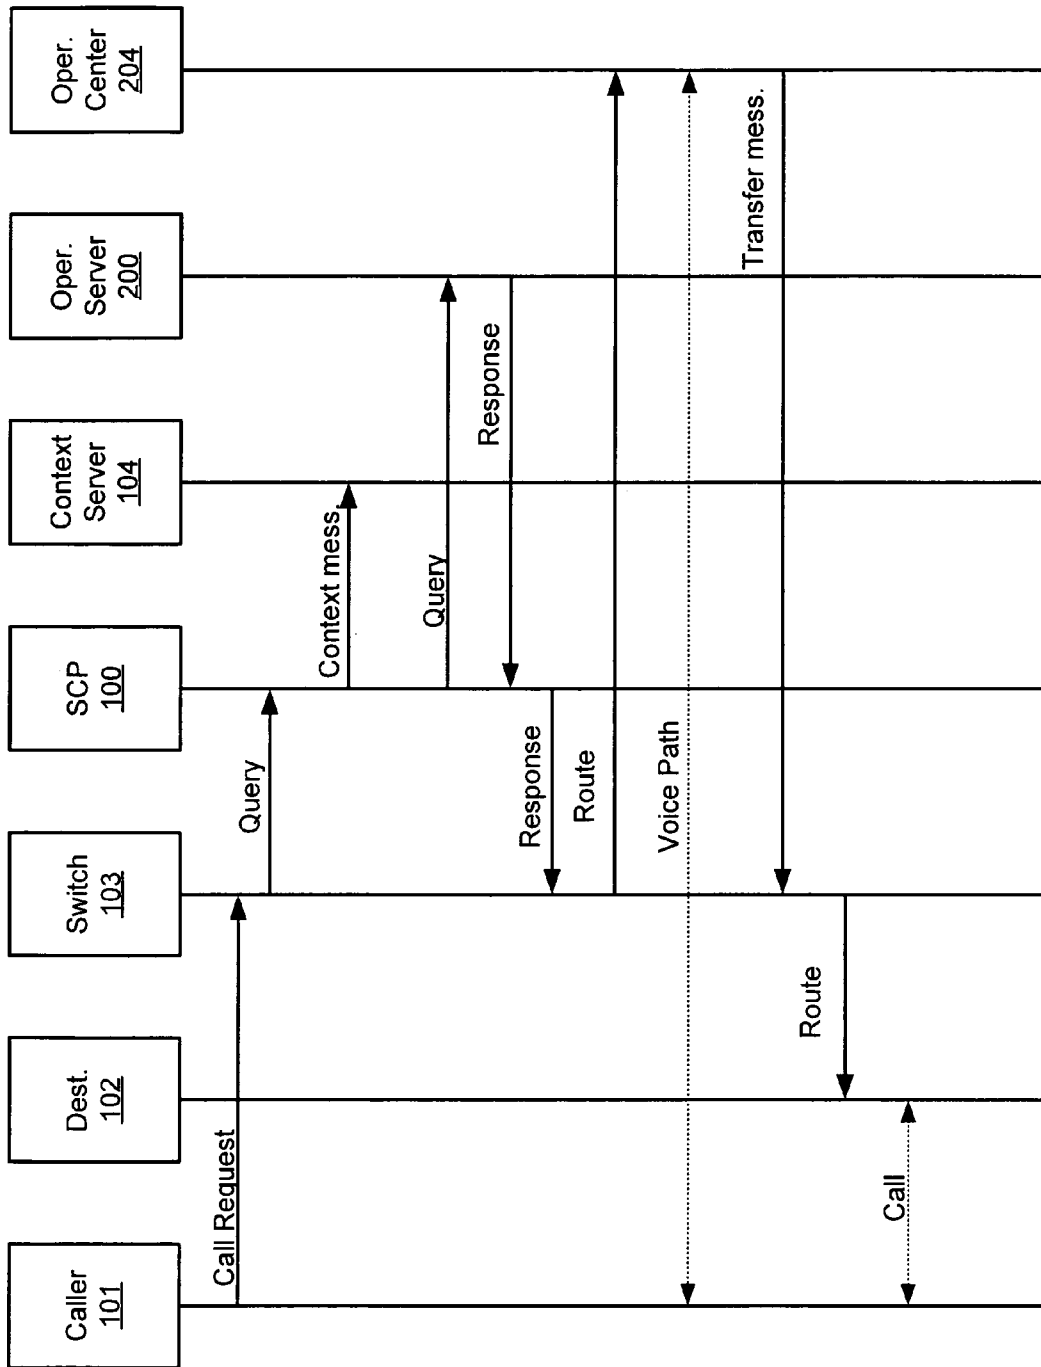 Caller
101
Dest.
102
Switch
103
SCP
100
Context
Server
104
Oper.
Server
200
Oper.
Center
204
Call Request
Query
Context mess.
Query
Response
Response
Route
Voice Path
Transfer mess.
Route
Call